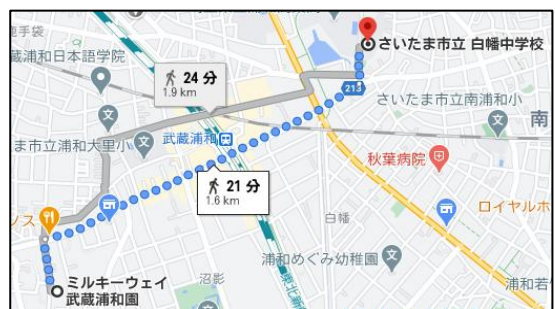 さいたま市立 白幡中学校
蔵浦和日本語学院
24 分
1.9 km
213
さいたま市立南浦和小
ま市立浦和大里小
武蔵浦和
南
秋葉病院
21 分
1.6 km
ノス
ロイヤルホ
白幡
浦和めぐみ幼稚園
ミルキーウェイ
武蔵浦和園
沼影
浦和若